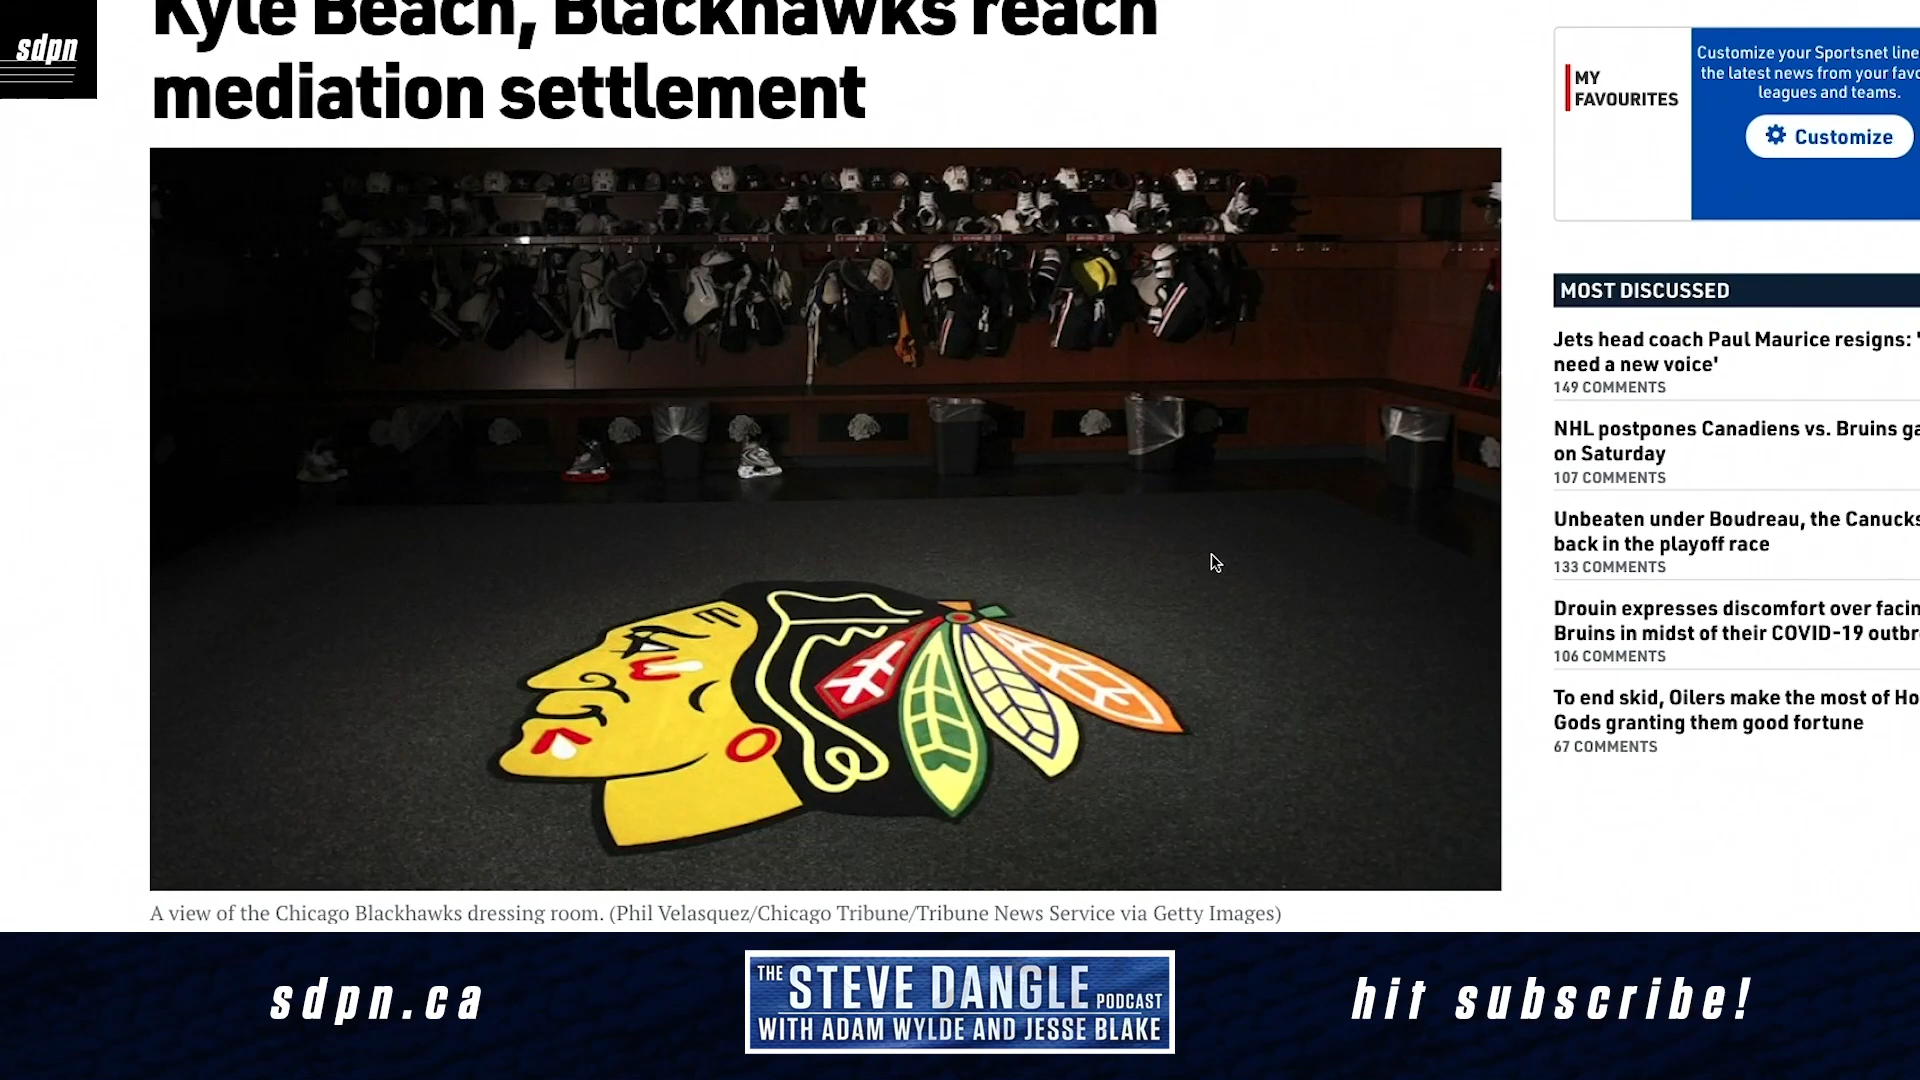 sdpn
Kyle Beach, Blackhawks reach
mediation settlement
MY
FAVOURITES
Customize your Sportsnet line
the latest news from your favo
leagues and teams.
Customize
MOST DISCUSSED
Jets head coach Paul Maurice resigns: '
need a new voice'
149 COMMENTS
NHL postpones Canadiens vs. Bruins ga
on Saturday
107 COMMENTS
Unbeaten under Boudreau, the Canucks
back in the playoff race
133 COMMENTS
Drouin expresses discomfort over facin
Bruins in midst of their COVID-19 outbr
106 COMMENTS
To end skid, Oilers make the most of Ho
Gods granting them good fortune
67 COMMENTS
A view of the Chicago Blackhawks dressing room. (Phil Velasquez/Chicago Tribune/Tribune News Service via Getty Images)
sdpn.ca
THE STEVE DANGLE PODCAST
WITH ADAM WYLDE AND JESSE BLAKE
hit subscribe!